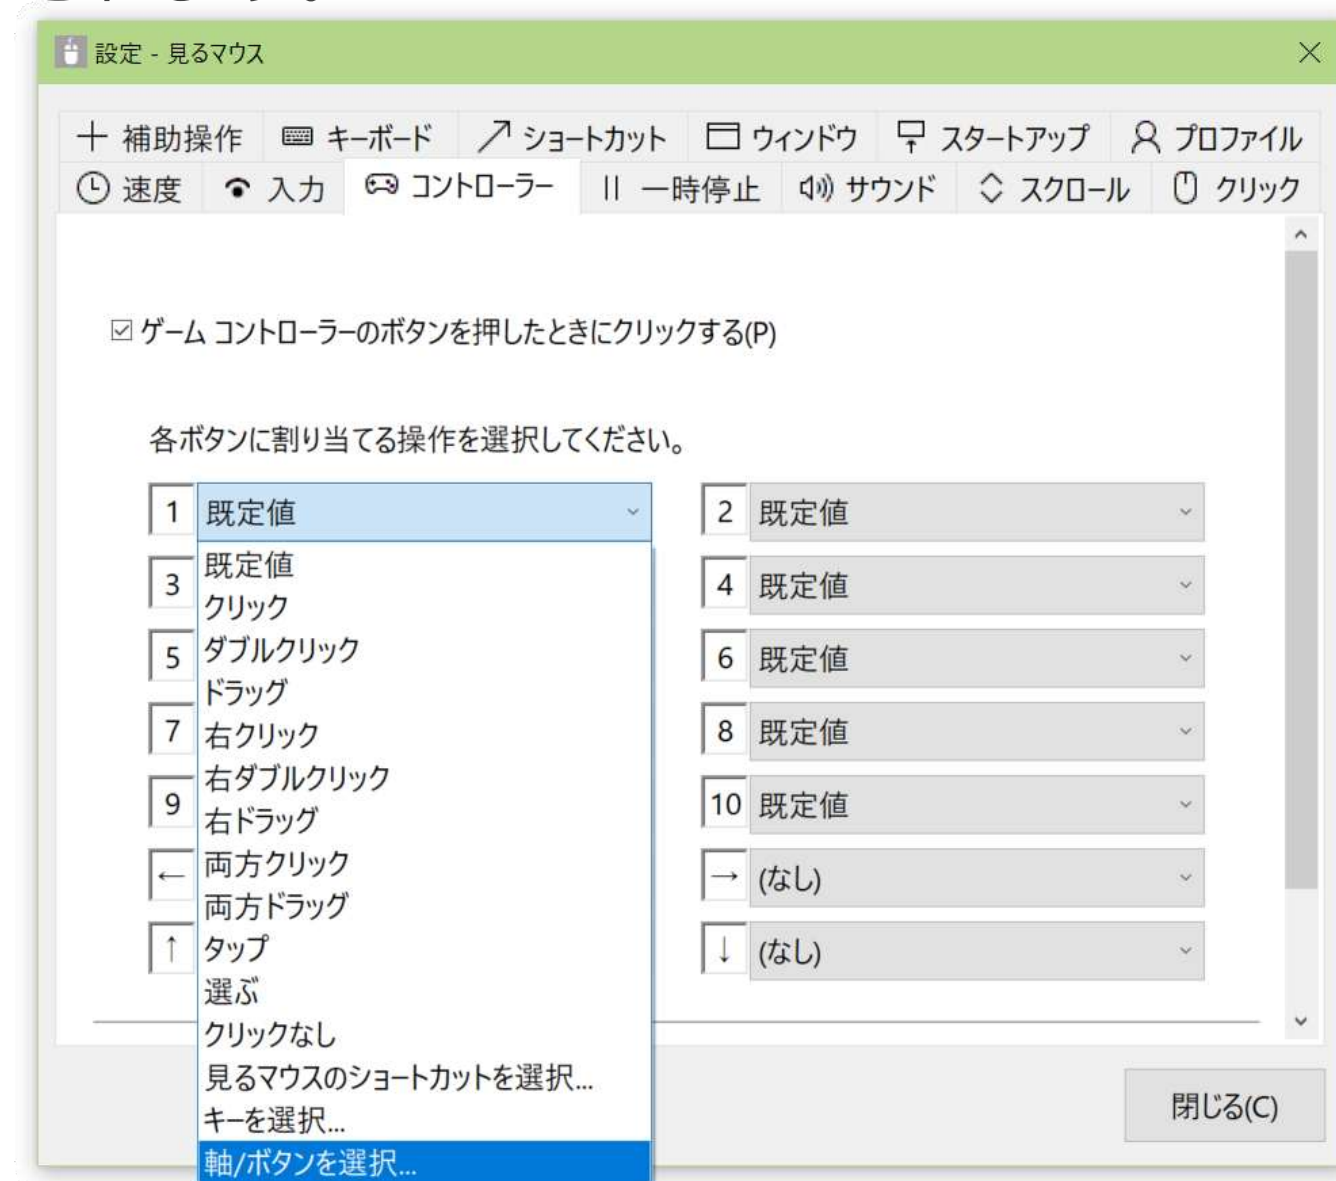 設定 - 見るマウス
補助操作 キーボード ショートカット ウィンドウ スタートアップ プロファイル
速度 入力 コントローラー 一時停止 サウンド スクロール クリック
ゲーム コントローラーのボタンを押したときにクリックする(P)
各ボタンに割り当てる操作を選択してください。
1 既定値 2 既定値
既定値
3 4 既定値
クリック
5 ダブルクリック 6 既定値
ドラッグ
7 右クリック 8 既定値
右ダブルクリック
9 10 既定値
右ドラッグ
← 両方クリック → (なし)
両方ドラッグ
↑ タップ ↓ (なし)
選ぶ
クリックなし
見るマウスのショートカットを選択...
キーを選択...
閉じる(C)
軸/ボタンを選択...